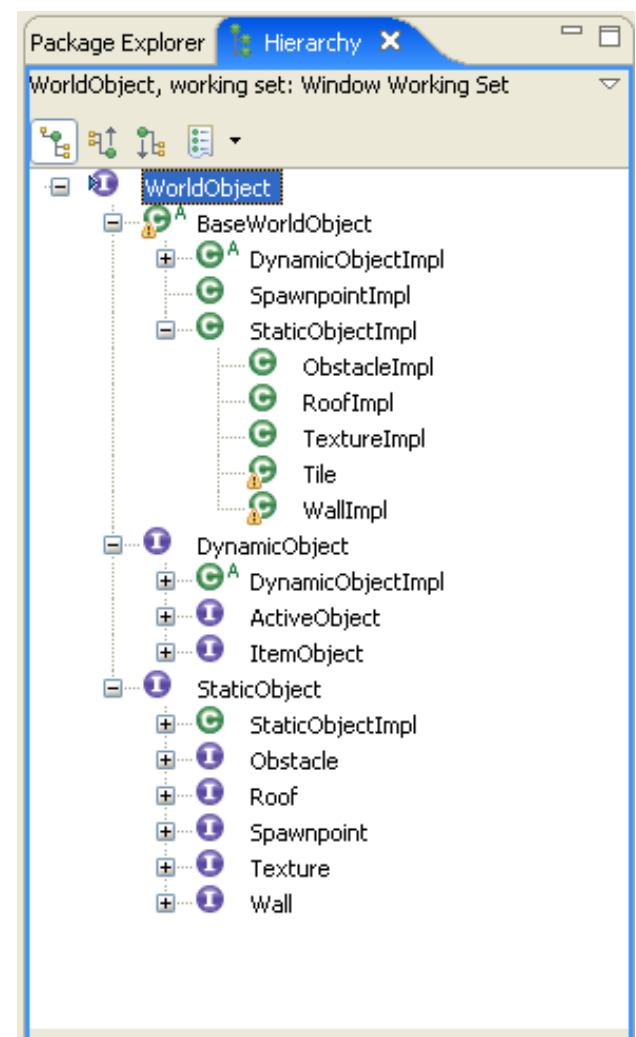 Package Explorer Hierarchy
WorldObject, working set: Window Working Set
I WorldObject
C A BaseWorldObject
C A DynamicObjectImpl
C SpawnpointImpl
C StaticObjectImpl
C ObstacleImpl
C RoofImpl
C TextureImpl
C Tile
C WallImpl
I DynamicObject
C A DynamicObjectImpl
I ActiveObject
I ItemObject
I StaticObject
C StaticObjectImpl
I Obstacle
I Roof
I Spawnpoint
I Texture
I Wall